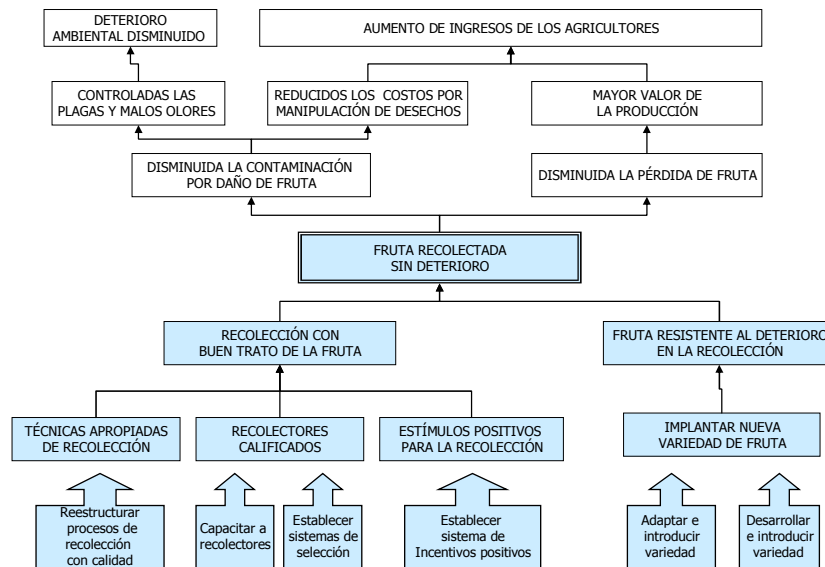 DETERIORO
AMBIENTAL DISMINUIDO
AUMENTO DE INGRESOS DE LOS AGRICULTORES
CONTROLADAS LAS
PLAGAS Y MALOS OLORES
REDUCIDOS LOS COSTOS POR
MANIPULACIÓN DE DESECHOS
MAYOR VALOR DE
LA PRODUCCIÓN
DISMINUIDA LA CONTAMINACIÓN
POR DAÑO DE FRUTA
DISMINUIDA LA PÉRDIDA DE FRUTA
FRUTA RECOLECTADA
SIN DETERIORO
RECOLECCIÓN CON
BUEN TRATO DE LA FRUTA
FRUTA RESISTENTE AL DETERIORO
EN LA RECOLECCIÓN
TÉCNICAS APROPIADAS
DE RECOLECCIÓN
RECOLECTORES
CALIFICADOS
ESTÍMULOS POSITIVOS
PARA LA RECOLECCIÓN
IMPLANTAR NUEVA
VARIEDAD DE FRUTA
Reestructurar
procesos de
recolección
con calidad
Capacitar a
recolectores
Establecer
sistemas de
selección
Establecer
sistema de
Incentivos positivos
Adaptar e
introducir
variedad
Desarrollar
e introducir
variedad